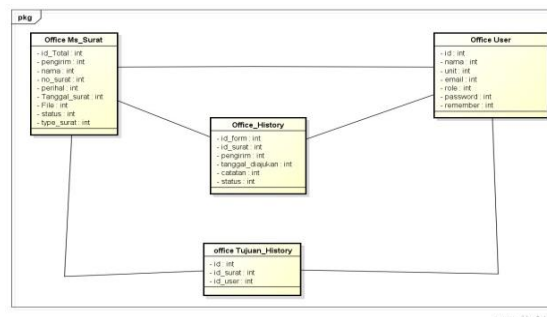 pkg
Office Ms_Surat
- id_Total : int
- pengirim : int
- nama : int
- no_surat : int
- perihal : int
- Tanggal_surat : int
- File : int
- status : int
- type_surat : int
Office User
- id : int
- nama : int
- unit : int
- email : int
- role : int
- password : int
- remember : int
Office_History
- id_form : int
- id_surat : int
- pengirim : int
- tanggal_diajukan : int
- catatan : int
- status : int
office Tujuan_History
- id : int
- id_surat : int
- id_user : int